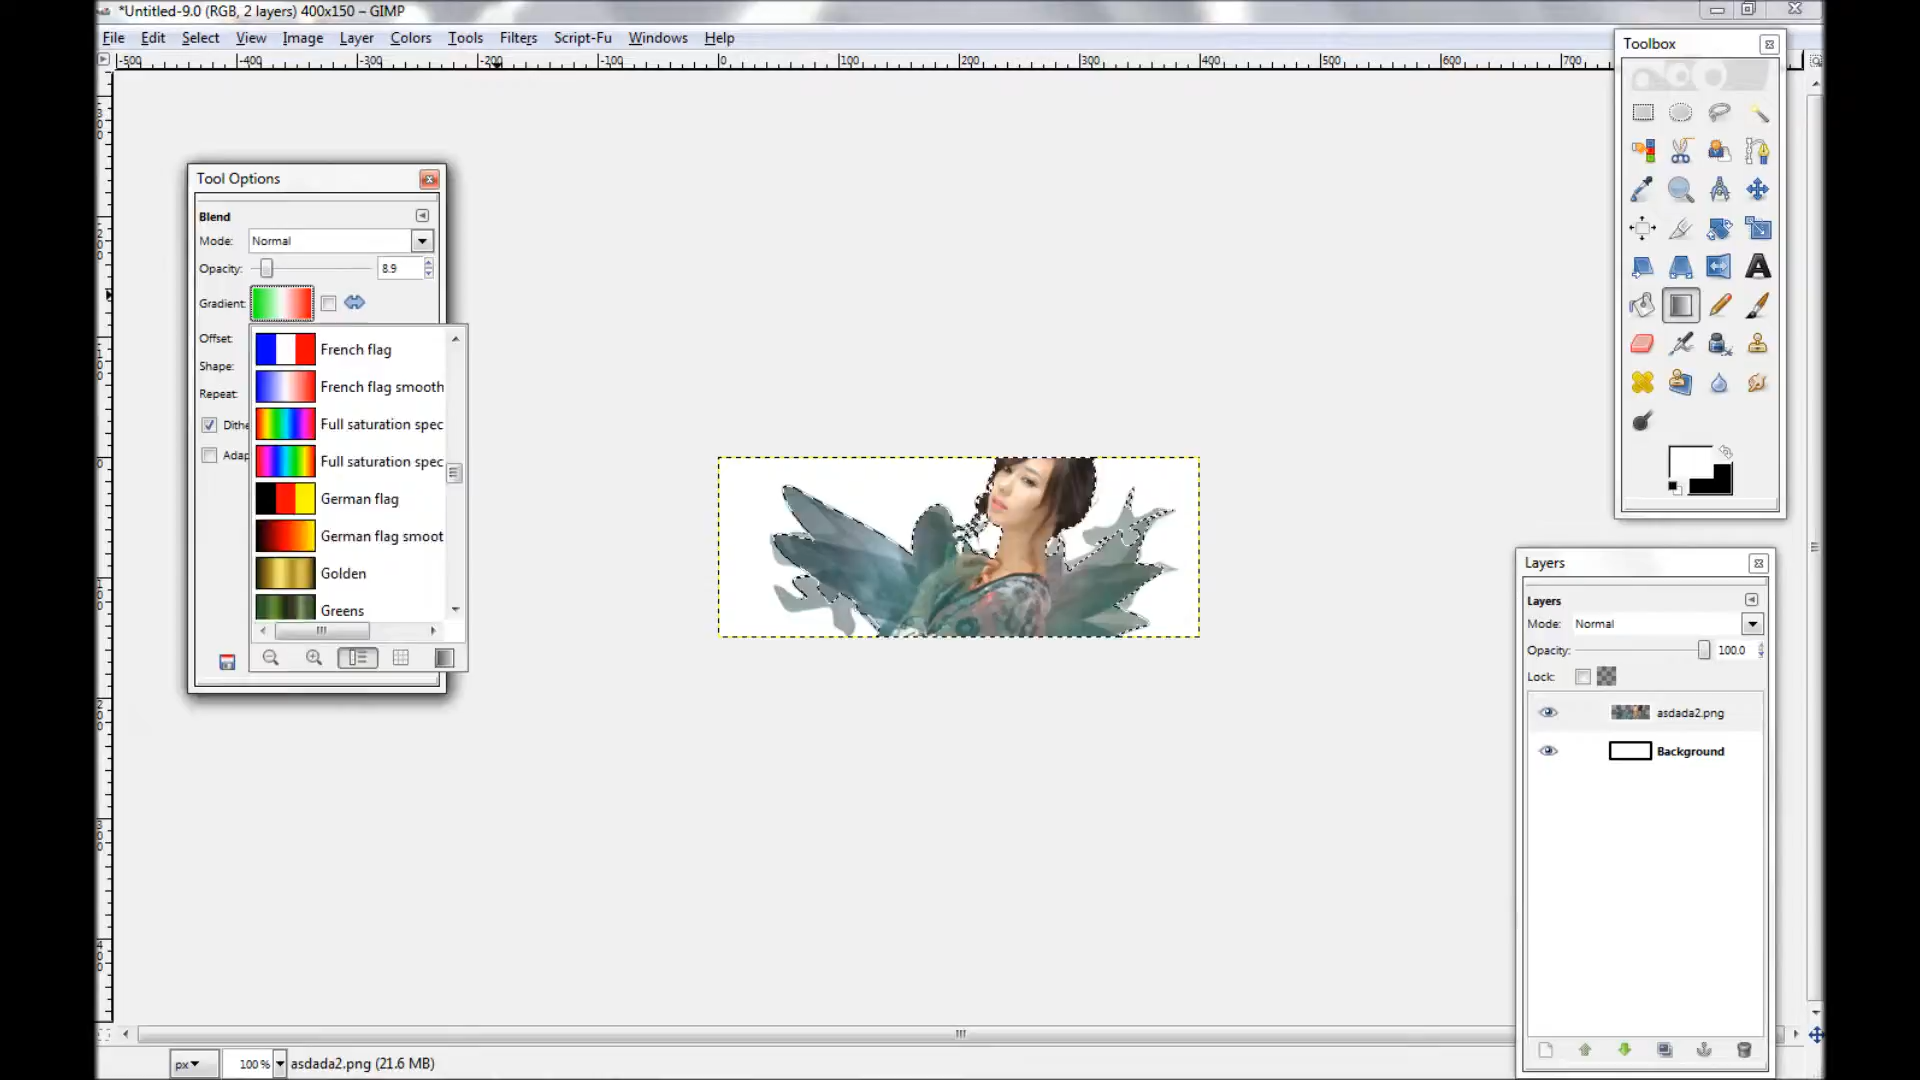 *Untitled-9.0 (RGB, 2 layers) 400x150 – GIMP
File Edit Select View Image Layer Colors Tools Filters Script-Fu Windows Help
-500 -400 -300 -200 -100 0 100 200 300 400 500 600 700
Toolbox
Tool Options
Blend
Mode: Normal
Opacity: 8.9
Gradient:
Offset:
Shape:
Repeat:
Dithe
Adap
French flag
French flag smooth
Full saturation spec
Full saturation spec
German flag
German flag smoot
Golden
Greens
Layers
Layers
Mode: Normal
Opacity: 100.0
Lock:
asdada2.png
Background
px 100 % asdada2.png (21.6 MB)